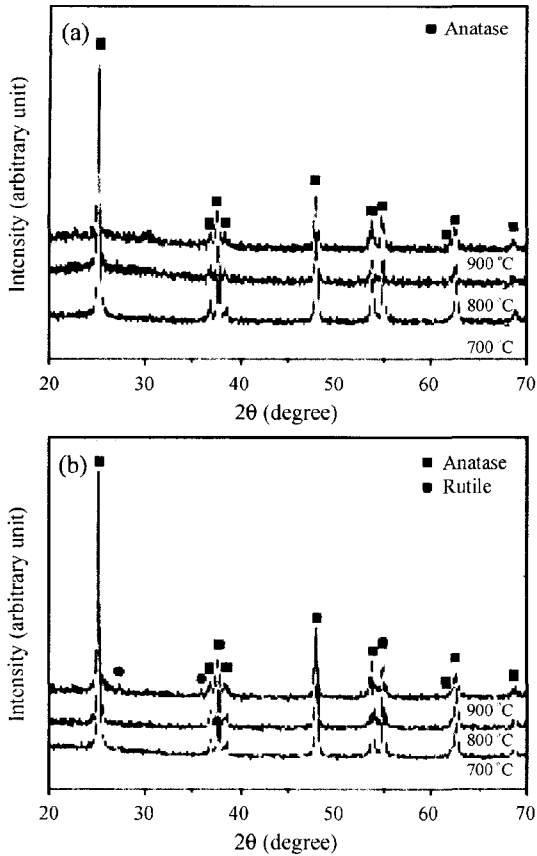 (a)
Anatase
Intensity (arbitrary unit)
900 °C
800 °C
700 °C
20 30 40 50 60 70
2θ (degree)
(b)
Anatase
Rutile
Intensity (arbitrary unit)
900 °C
800 °C
700 °C
20 30 40 50 60 70
2θ (degree)